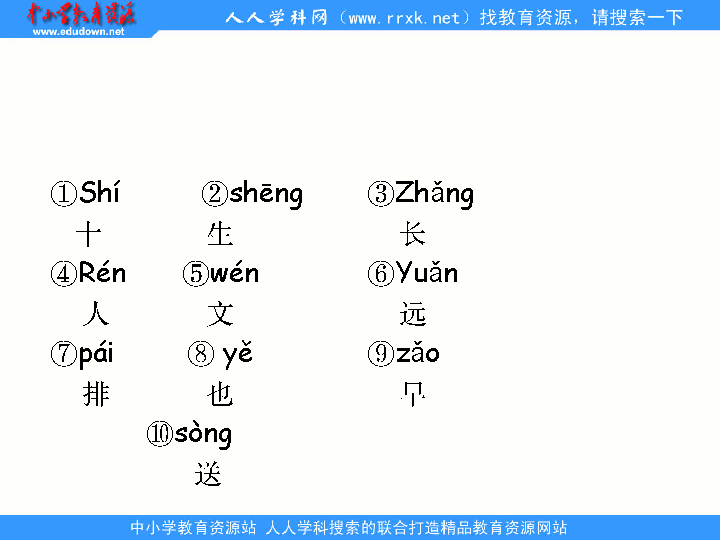 中小学教育资源
www.edudown.net
人人学科网（www.rrxk.net）找教育资源，请搜索一下
①Shí ②shēng ③Zhǎng
十 生 长
④Rén ⑤wén ⑥Yuǎn
人 文 远
⑦pái ⑧ yě ⑨zǎo
排 也 早
⑩sòng
送
中小学教育资源站 人人学科搜索的联合打造精品教育资源网站